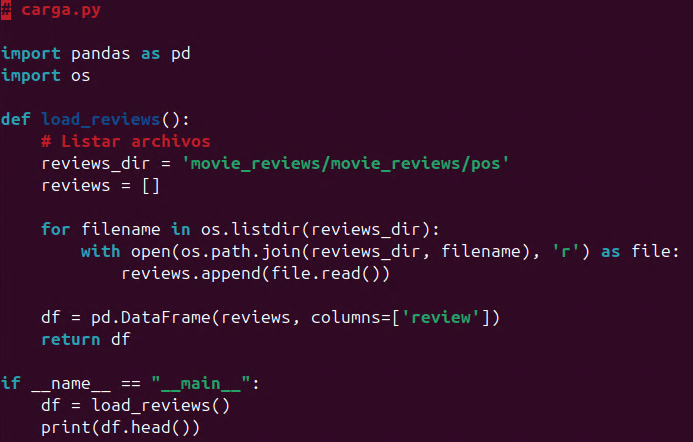 # carga.py

import pandas as pd
import os

def load_reviews():
    # Listar archivos
    reviews_dir = 'movie_reviews/movie_reviews/pos'
    reviews = []

    for filename in os.listdir(reviews_dir):
        with open(os.path.join(reviews_dir, filename), 'r') as file:
            reviews.append(file.read())

    df = pd.DataFrame(reviews, columns=['review'])
    return df

if __name__ == "__main__":
    df = load_reviews()
    print(df.head())